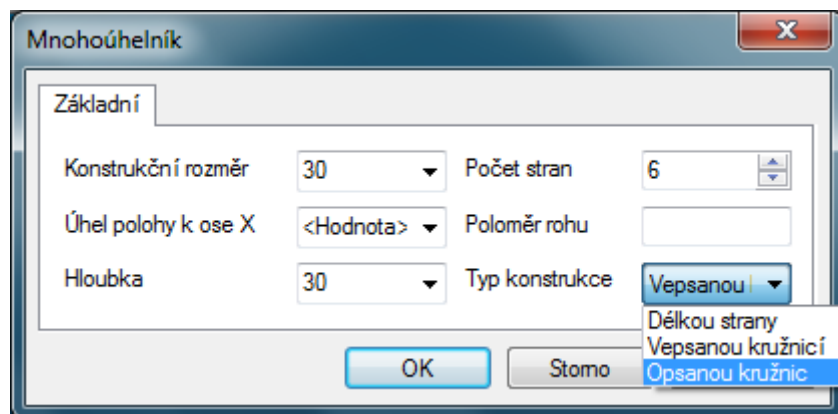 Mnohoúhelník
Základní
Konstrukční rozměr 30 Počet stran 6
Úhel polohy k ose X <Hodnota> Poloměr rohu
Hloubka 30 Typ konstrukce Vepsanou
Délkou strany
Vepsanou kružnicí
OK Storno Opsanou kružnic